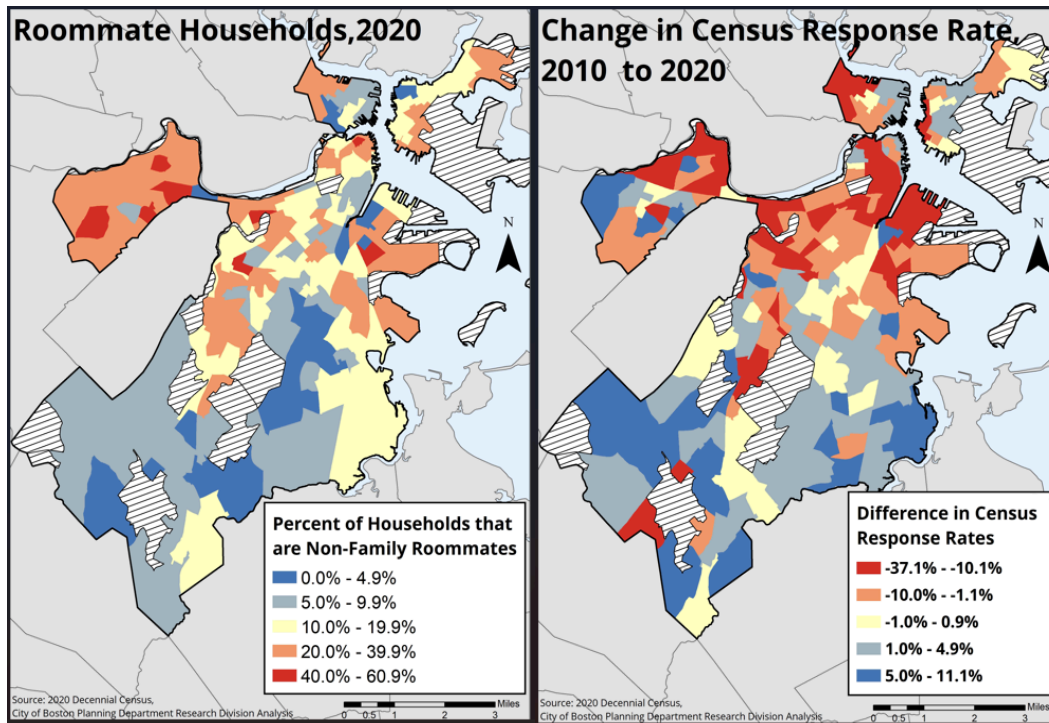 Roommate Households,2020
N
Percent of Households that
are Non-Family Roommates
0.0% - 4.9%
5.0% - 9.9%
10.0% - 19.9%
20.0% - 39.9%
40.0% - 60.9%
Source: 2020 Decennial Census,
City of Boston Planning Department Research Division Analysis
Miles
0 0.5 1 2 3
Change in Census Response Rate,
2010 to 2020
N
Difference in Census
Response Rates
-37.1% - -10.1%
-10.0% - -1.1%
-1.0% - 0.9%
1.0% - 4.9%
5.0% - 11.1%
Source: 2020 Decennial Census,
City of Boston Planning Department Research Division Analysis
Miles
0 0.5 1 2 3